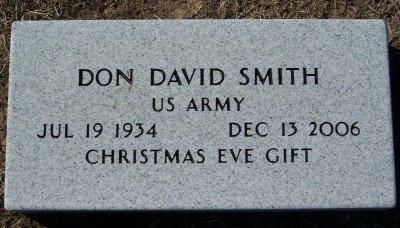 DON DAVID SMITH
US ARMY
JUL 19 1934 DEC 13 2006
CHRISTMAS EVE GIFT